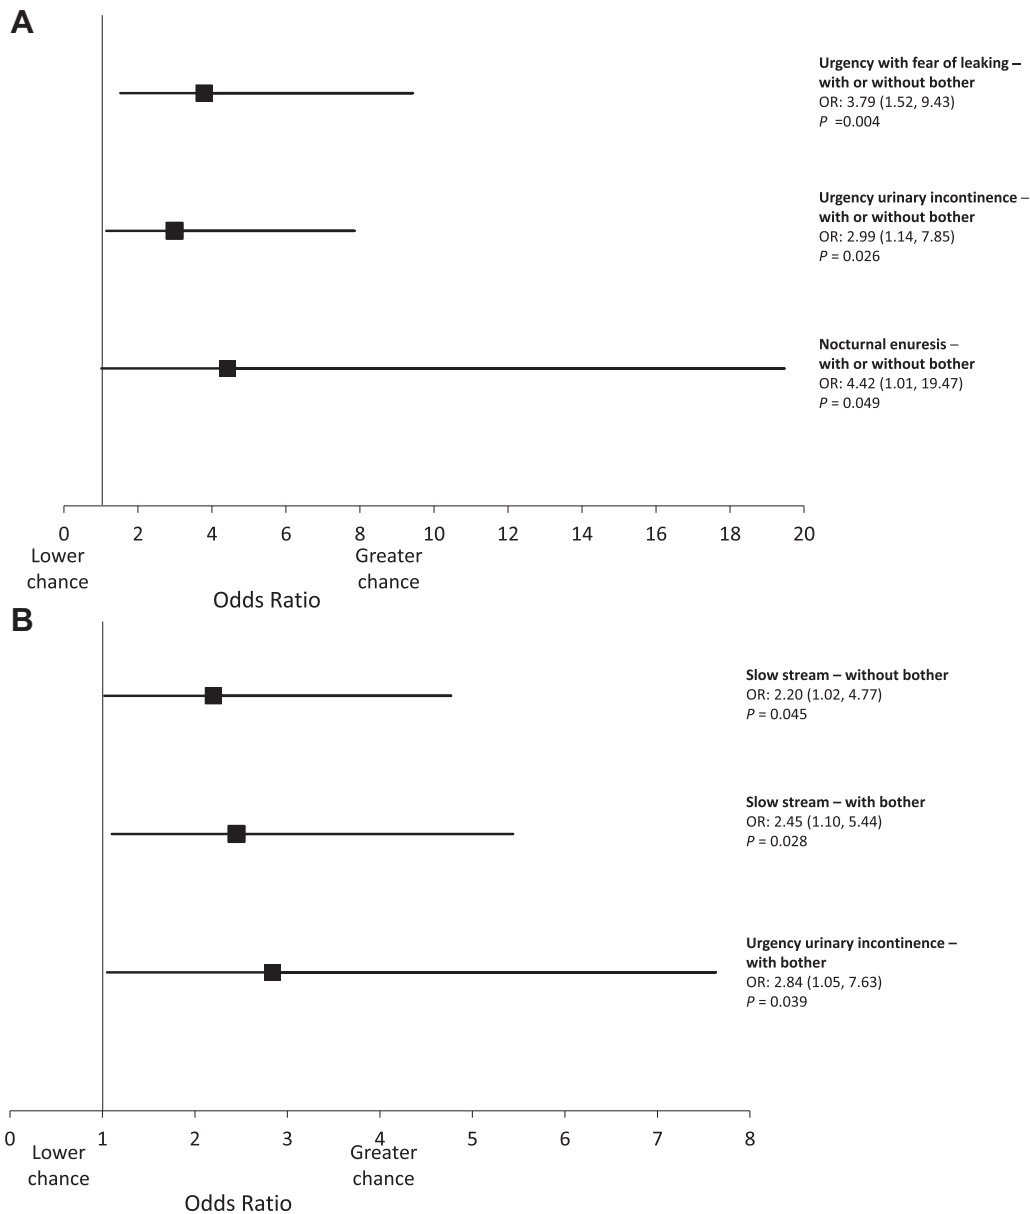 A
Urgency with fear of leaking –
with or without bother
OR: 3.79 (1.52, 9.43)
P =0.004
Urgency urinary incontinence –
with or without bother
OR: 2.99 (1.14, 7.85)
P = 0.026
Nocturnal enuresis –
with or without bother
OR: 4.42 (1.01, 19.47)
P = 0.049
0 2 4 6 8 10 12 14 16 18 20
Lower Greater
chance chance
Odds Ratio
B
Slow stream – without bother
OR: 2.20 (1.02, 4.77)
P = 0.045
Slow stream – with bother
OR: 2.45 (1.10, 5.44)
P = 0.028
Urgency urinary incontinence –
with bother
OR: 2.84 (1.05, 7.63)
P = 0.039
0 1 2 3 4 5 6 7 8
Lower Greater
chance chance
Odds Ratio